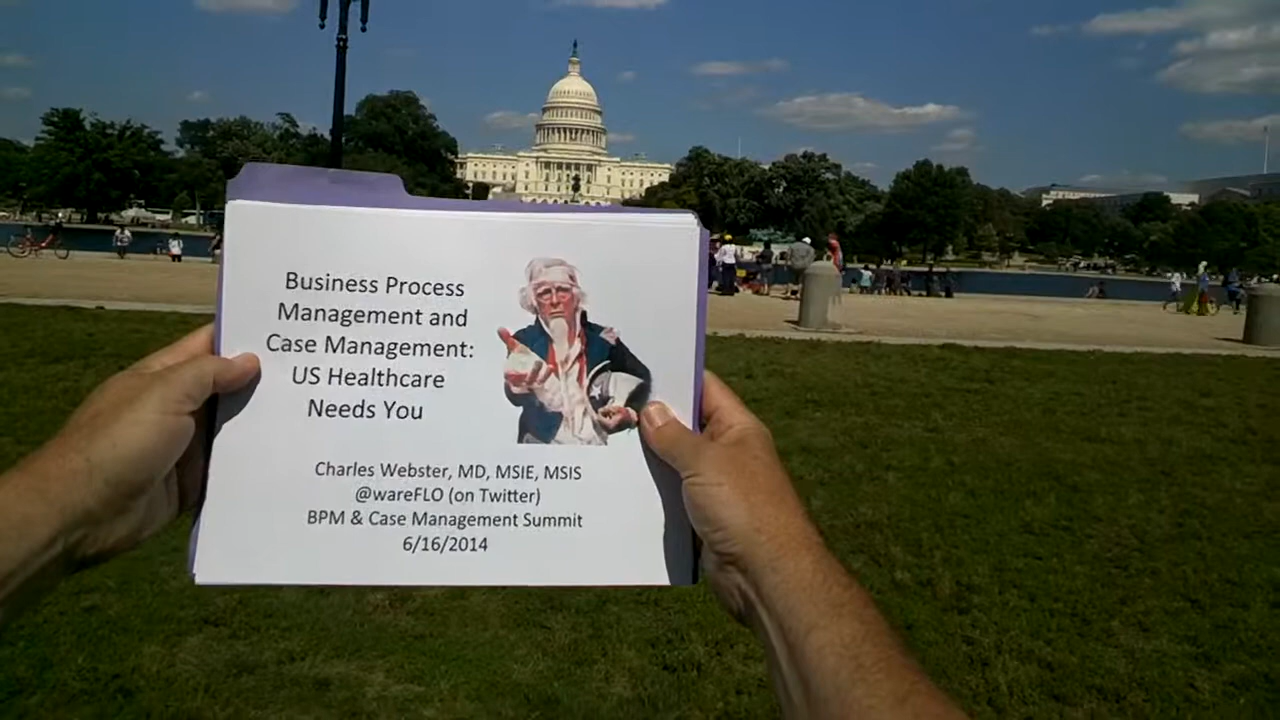 Business Process
Management and
Case Management:
US Healthcare
Needs You
Charles Webster, MD, MSIE, MSIS
@wareFLO (on Twitter)
BPM & Case Management Summit
6/16/2014